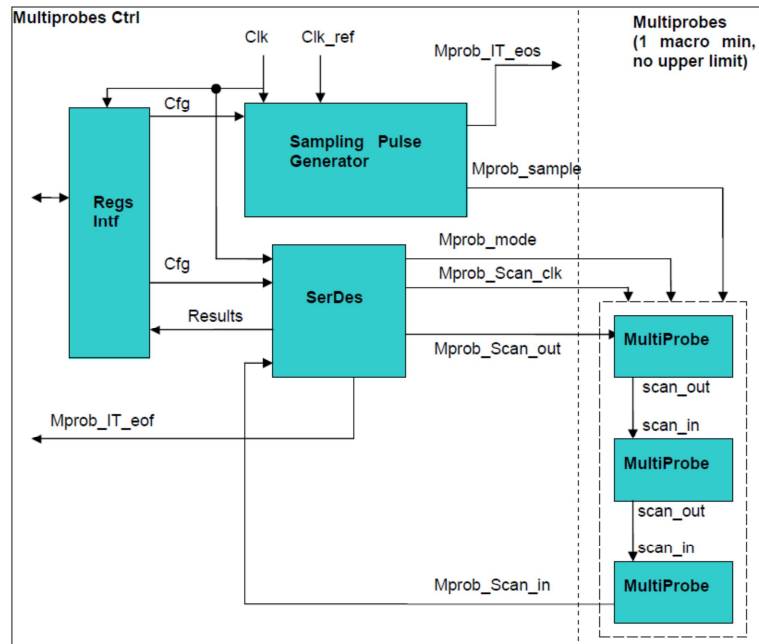 Multiprobes Ctrl
Multiprobes
(1 macro min,
no upper limit)
Clk
Clk_ref
Mprob_IT_eos
Cfg
Sampling Pulse
Generator
Mprob_sample
Regs
Intf
Mprob_mode
Cfg
Mprob_Scan_clk
SerDes
Results
Mprob_Scan_out
MultiProbe
scan_out
Mprob_IT_eof
scan_in
MultiProbe
scan_out
scan_in
Mprob_Scan_in
MultiProbe